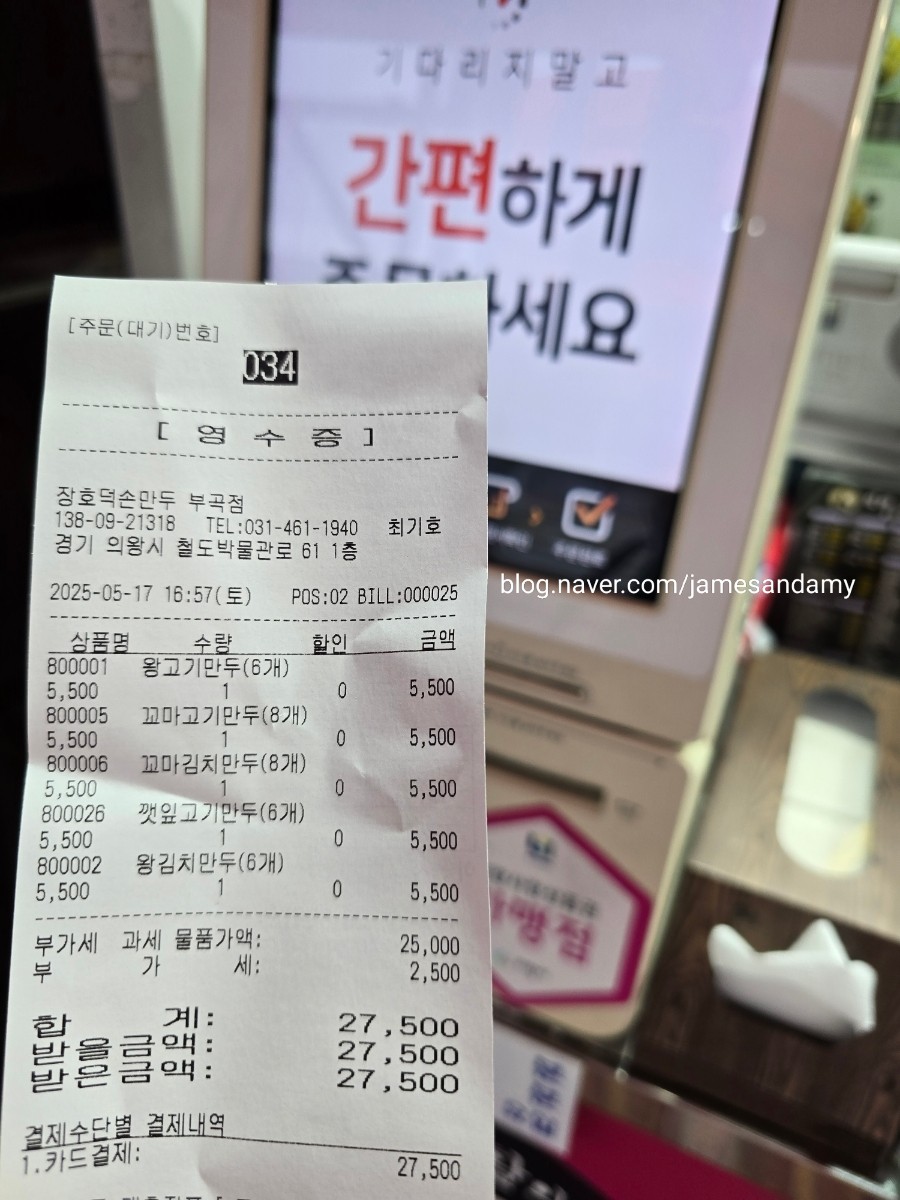 기다리지말고
간편하게
주문하세요
[주문(대기)번호]
034
[ 영 수 증 ]
장호덕손만두 부곡점
138-09-21318 TEL:031-461-1940 최기호
경기 의왕시 철도박물관로 61 1층
2025-05-17 16:57(토) POS:02 BILL:000025
상품명 수량 할인 금액
800001 왕고기만두(6개)
5,500 1 0 5,500
800005 꼬마고기만두(8개)
5,500 1 0 5,500
800006 꼬마김치만두(8개)
5,500 1 0 5,500
800026 깻잎고기만두(6개)
5,500 1 0 5,500
800002 왕김치만두(6개)
5,500 1 0 5,500
부가세 과세 물품가액: 25,000
부 가 세: 2,500
합 계: 27,500
받을금액: 27,500
받은금액: 27,500
결제수단별 결제내역
1.카드결제: 27,500
blog.naver.com/jamesandamy
가맹점